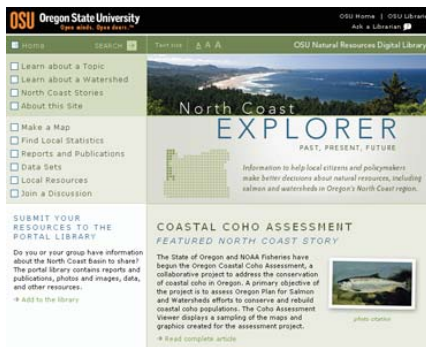 OSU Oregon State University
Open minds. Open doors.™
OSU Home | OSU Librari
Ask a Librarian
Home
SEARCH
Text size A A A
OSU Natural Resources Digital Library
Learn about a Topic
Learn about a Watershed
North Coast Stories
About this Site
Make a Map
Find Local Statistics
Reports and Publications
Data Sets
Local Resources
Join a Discussion
North Coast
EXPLORER
PAST, PRESENT, FUTURE
Information to help local citizens and policymakers
make better decisions about natural resources, including
salmon and watersheds in Oregon's North Coast region.
SUBMIT YOUR
RESOURCES TO THE
PORTAL LIBRARY
Do you or your group have information
about the North Coast Basin to share?
The portal library contains reports and
publications, photos and images, data,
and other resources.
Add to the library
COASTAL COHO ASSESSMENT
FEATURED NORTH COAST STORY
The State of Oregon and NOAA Fisheries have
begun the Oregon Coastal Coho Assessment, a
collaborative project to address the conservation
of coastal coho in Oregon. A primary objective of
the project is to assess Oregon Plan for Salmon
and Watersheds efforts to conserve and rebuild
coastal coho populations. The Coho Assessment
Viewer displays a sampling of the maps and
graphics created for the assessment project.
Read complete article
photo citation